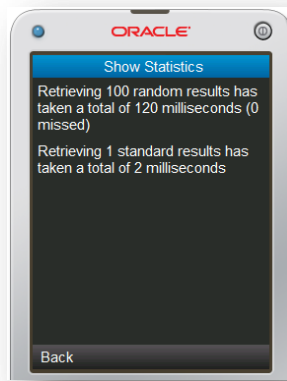 ORACLE
Show Statistics
Retrieving 100 random results has
taken a total of 120 milliseconds (0
missed)
Retrieving 1 standard results has
taken a total of 2 milliseconds
Back